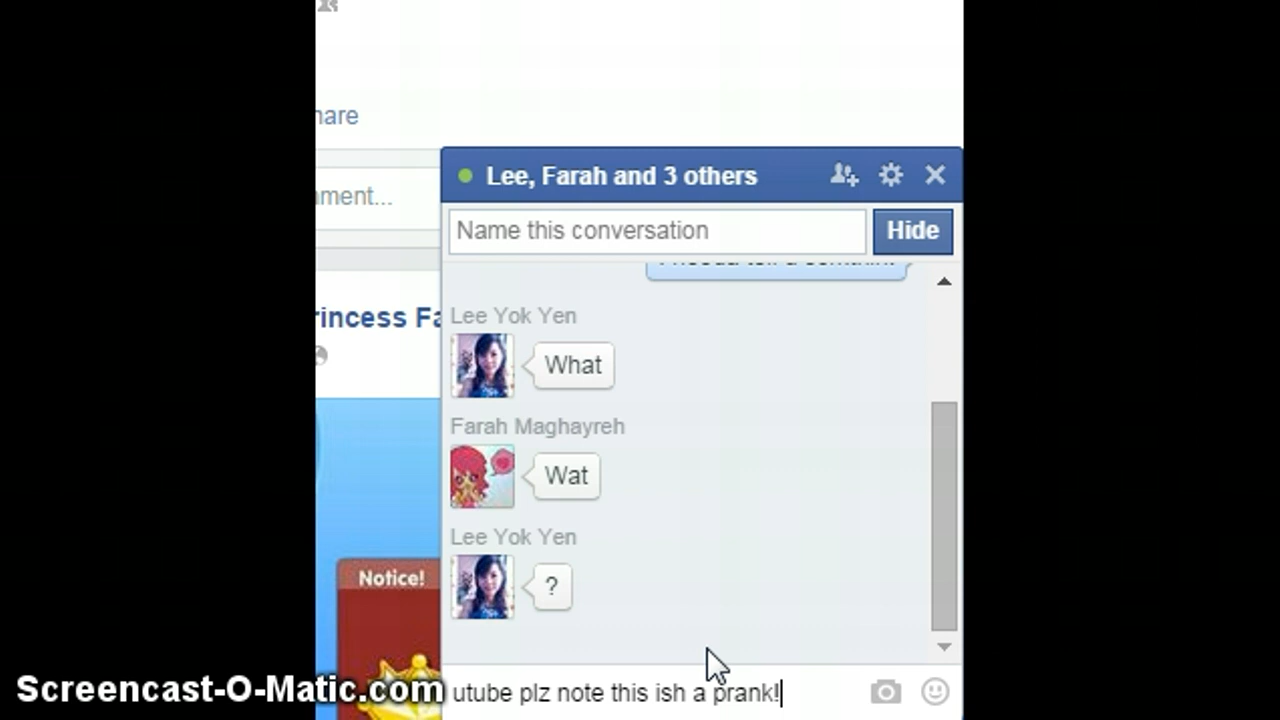 hare
Lee, Farah and 3 others
ment...
Name this conversation
Hide
Lee Yok Yen
rincess Fa
What
Farah Maghayreh
Wat
Lee Yok Yen
Notice!
?
Screencast-O-Matic.com
utube plz note this ish a prank!